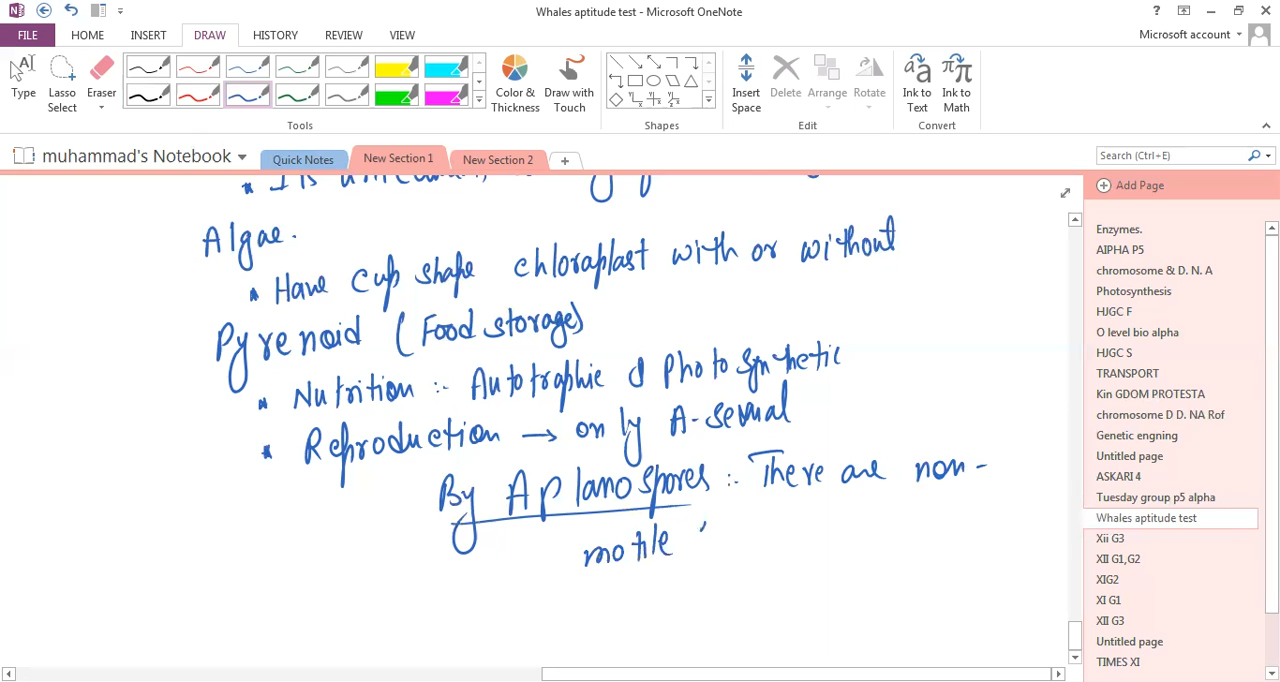 Whales aptitude test - Microsoft OneNote
FILE HOME INSERT DRAW HISTORY REVIEW VIEW
Microsoft account
Type
Lasso Select
Eraser
Color & Thickness
Draw with Touch
Insert Space
Delete Arrange Rotate
Ink to Text
Ink to Math
Tools Shapes Edit Convert
muhammad's Notebook Quick Notes New Section 1 New Section 2
Search (Ctrl+E)
Add Page
Algae.
Have cup shape chloraplast with or without
Pyrenoid (Food storage)
Nutrition :- Autotraphic & Photo synthetic
Reproduction → only A-sexual
By Aplanospores :- There are non-
motile
Enzymes.
AlPHA P5
chromosome & D. N. A
Photosynthesis
HJGC F
O level bio alpha
HJGC S
TRANSPORT
Kin GDOM PROTESTA
chromosome D D. NA Rof
Genetic engning
Untitled page
ASKARI 4
Tuesday group p5 alpha
Whales aptitude test
Xii G3
XII G1,G2
XIG2
XI G1
XII G3
Untitled page
TIMES XI